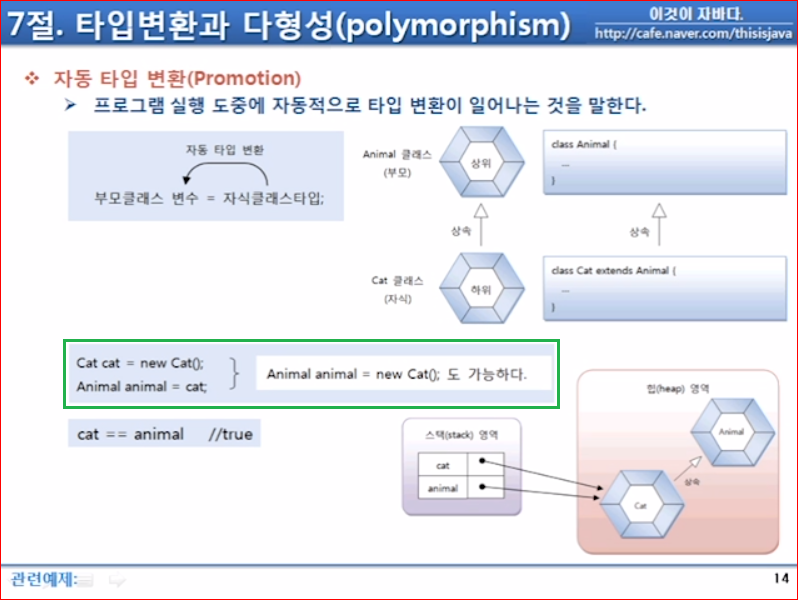 7절. 타입변환과 다형성(polymorphism)
이것이 자바다.
http://cafe.naver.com/thisisjava
자동 타입 변환(Promotion)
프로그램 실행 도중에 자동적으로 타입 변환이 일어나는 것을 말한다.
자동 타입 변환
부모클래스 변수 = 자식클래스타입;
Animal 클래스
(부모)
상위
class Animal {
...
}
상속
상속
Cat 클래스
(자식)
하위
class Cat extends Animal {
...
}
Cat cat = new Cat();
Animal animal = cat;
Animal animal = new Cat(); 도 가능하다.
cat == animal //true
스택(stack) 영역
cat
animal
힙(heap) 영역
Animal
상속
Cat
관련예제:
14